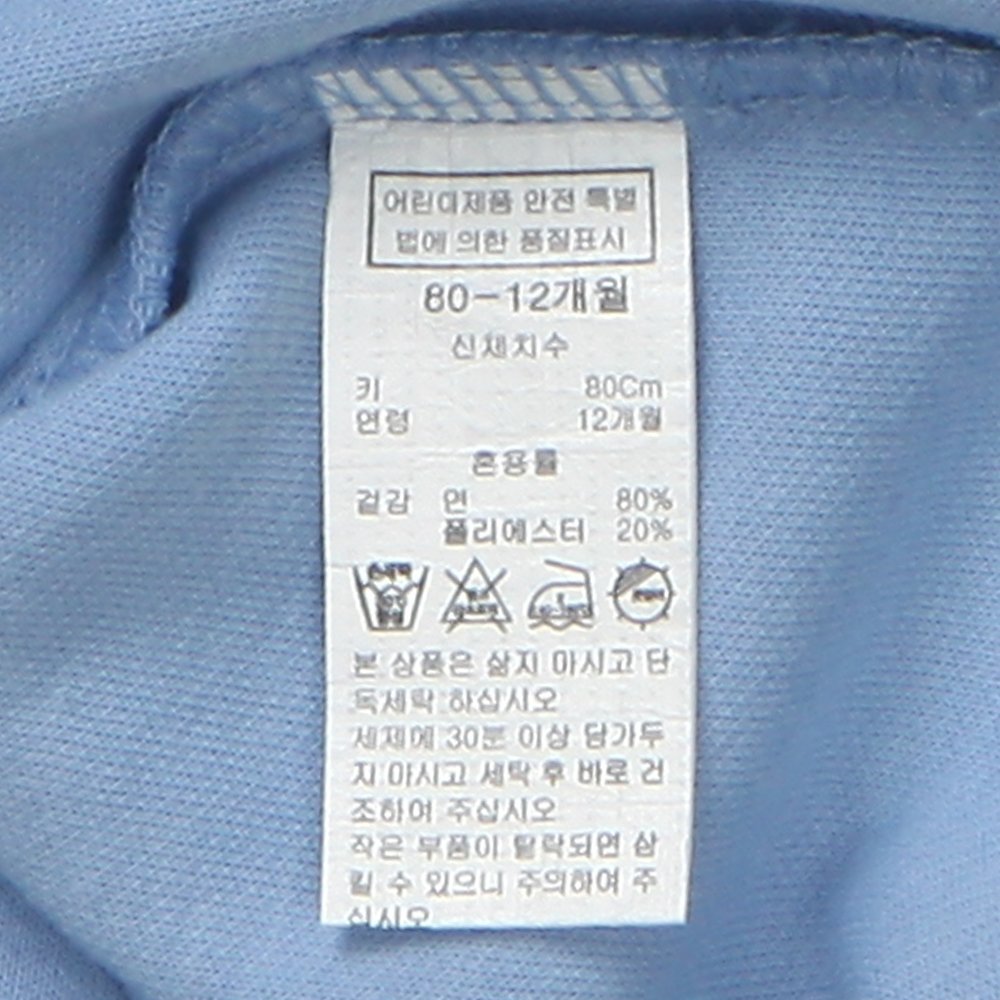 어린이제품 안전 특별
법에 의한 품질표시
80-12개월
신체치수
키 80Cm
연령 12개월
혼용률
겉감 면 80%
폴리에스터 20%
본 상품은 삶지 마시고 단
독세탁 하십시오
세제에 30분 이상 담가두
지 마시고 세탁 후 바로 건
조하여 주십시오
작은 부품이 탈락되면 삼
킬 수 있으니 주의하여 주
십시오